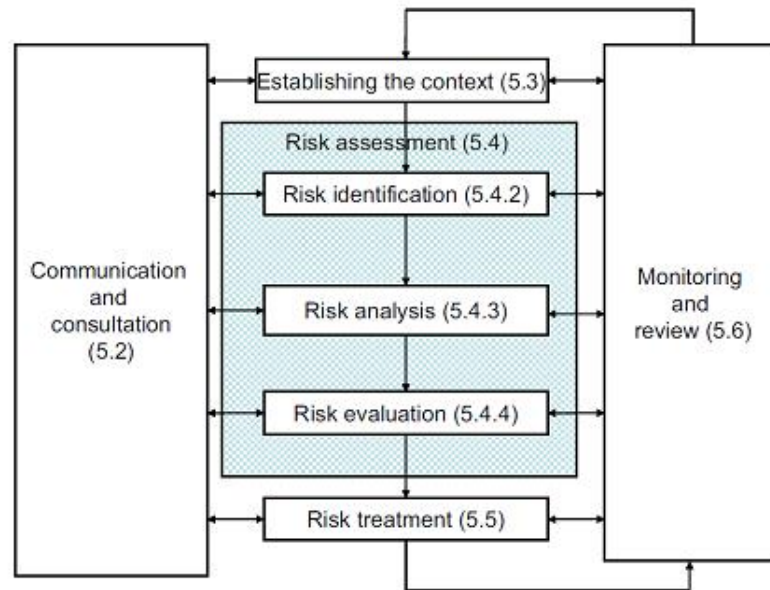 Establishing the context (5.3)
Risk assessment (5.4)
Risk identification (5.4.2)
Communication
and
consultation
(5.2)
Risk analysis (5.4.3)
Monitoring
and
review (5.6)
Risk evaluation (5.4.4)
Risk treatment (5.5)